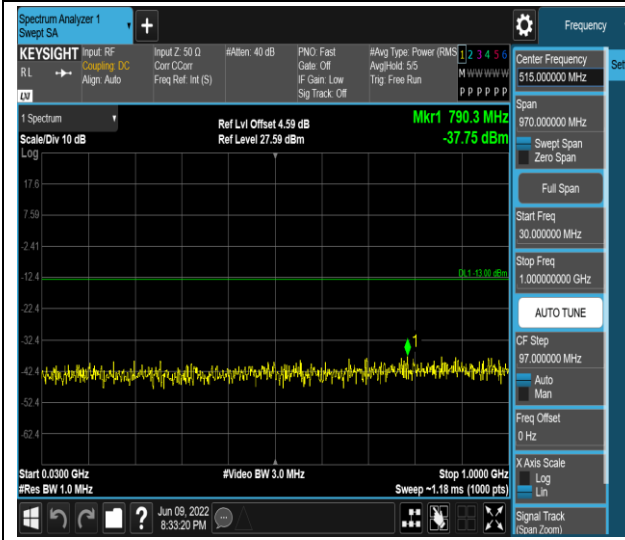 Spectrum Analyzer 1
Swept SA
+
Frequency
KEYSIGHT
RL
LXI
Input: RF
Coupling: DC
Align: Auto
Input Z: 50 Ω
Corr CCorr
Freq Ref: Int (S)
#Atten: 40 dB
PNO: Fast
Gate: Off
IF Gain: Low
Sig Track: Off
#Avg Type: Power (RMS
Avg|Hold: 5/5
Trig: Free Run
1 2 3 4 5 6
M W W W W W
P P P P P P
1 Spectrum
Scale/Div 10 dB
Log
Ref Lvl Offset 4.59 dB
Ref Level 27.59 dBm
Mkr1 790.3 MHz
-37.75 dBm
17.6
7.59
-2.41
-12.4
DL1 -13.00 dBm
-22.4
-32.4
1
-42.4
-52.4
-62.4
Start 0.0300 GHz
#Res BW 1.0 MHz
#Video BW 3.0 MHz
Stop 1.0000 GHz
Sweep ~1.18 ms (1000 pts)
Center Frequency
515.000000 MHz
Set
Span
970.000000 MHz
Swept Span
Zero Span
Full Span
Start Freq
30.000000 MHz
Stop Freq
1.000000000 GHz
AUTO TUNE
CF Step
97.000000 MHz
Auto
Man
Freq Offset
0 Hz
X Axis Scale
Log
Lin
Signal Track
(Span Zoom)
?
Jun 09, 2022
8:33:20 PM